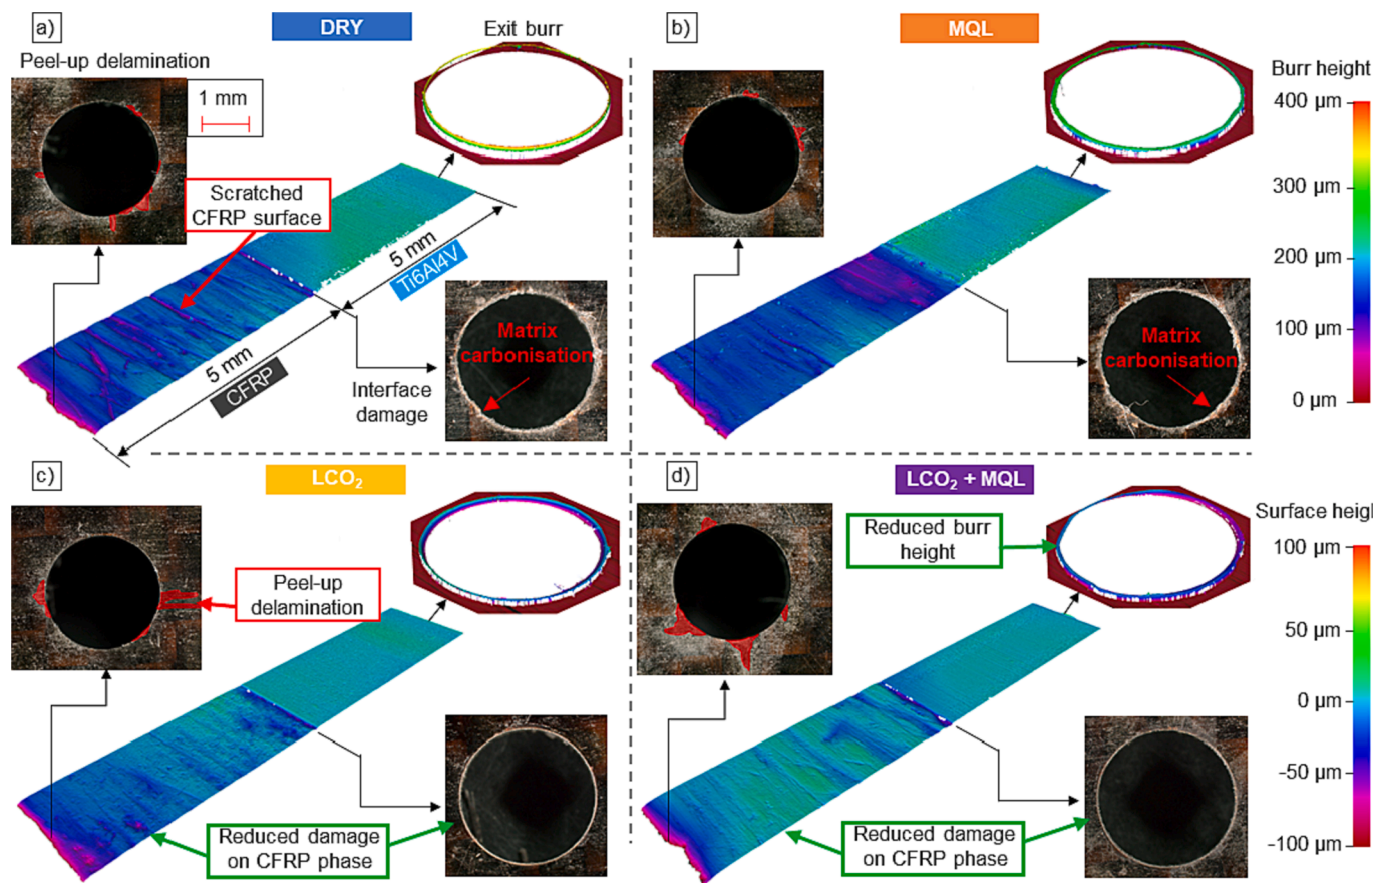 a)
DRY
Exit burr
Peel-up delamination
1 mm
Scratched
CFRP surface
5 mm
Ti6Al4V
5 mm
CFRP
Interface
damage
Matrix
carbonisation
b)
MQL
Burr height
400 µm
300 µm
200 µm
100 µm
0 µm
Matrix
carbonisation
c)
LCO₂
Peel-up
delamination
Reduced damage
on CFRP phase
d)
LCO₂ + MQL
Reduced burr
height
Reduced damage
on CFRP phase
Surface heigh
100 µm
50 µm
0 µm
-50 µm
-100 µm